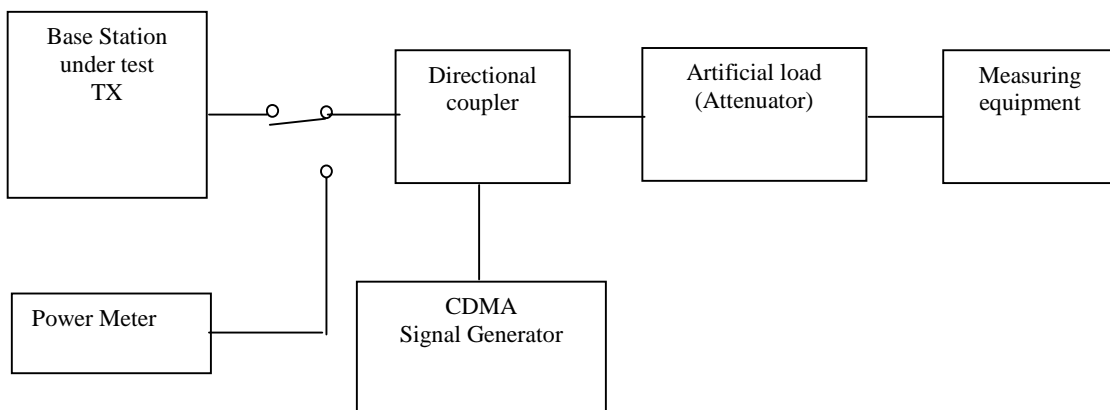 Base Station
under test
TX
Directional
coupler
Artificial load
(Attenuator)
Measuring
equipment
Power Meter
CDMA
Signal Generator